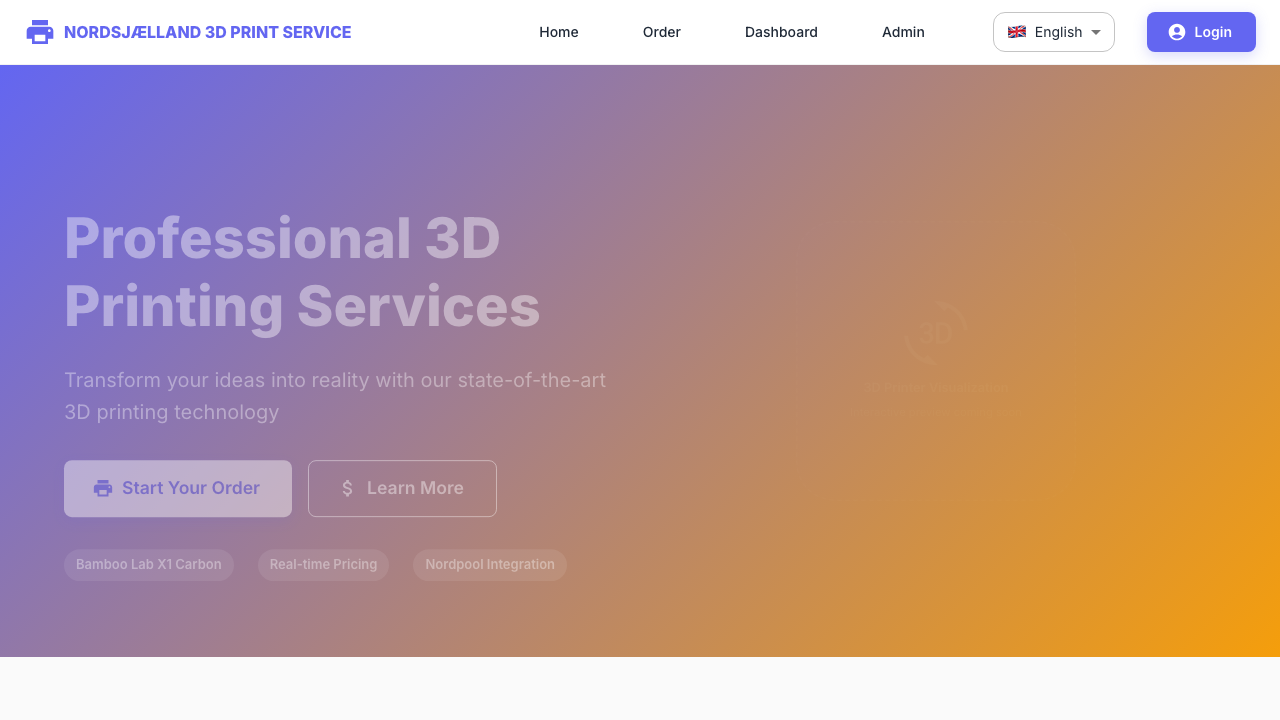 NORDSJÆLLAND 3D PRINT SERVICE
Home
Order
Dashboard
Admin
English
Login
Professional 3D
Printing Services
Transform your ideas into reality with our state-of-the-art
3D printing technology
Start Your Order
$ Learn More
Bamboo Lab X1 Carbon
Real-time Pricing
Nordpool Integration
3D